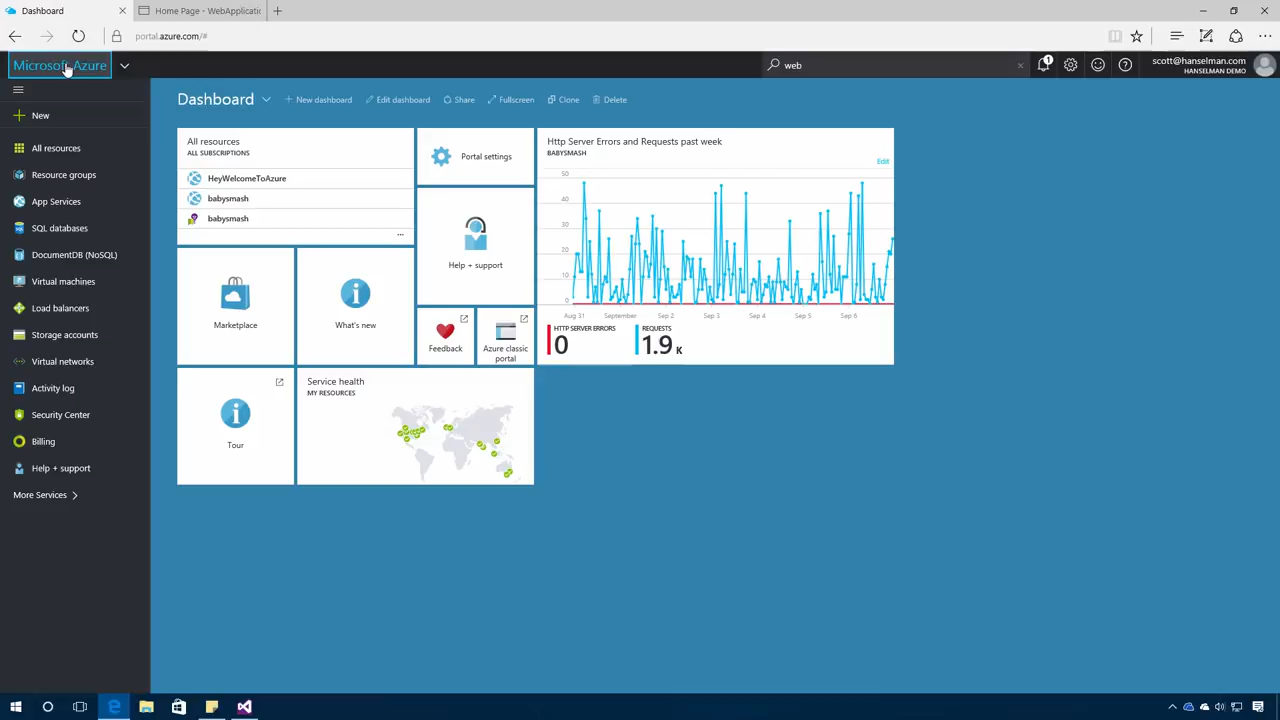 Dashboard
Home Page - WebApplicatio
portal.azure.com/#
Microsoft Azure
web
1
scott@hanselman.com
HANSELMAN DEMO
Dashboard
New dashboard
Edit dashboard
Share
Fullscreen
Clone
Delete
New
All resources
Resource groups
App Services
SQL databases
DocumentDB (NoSQL)
Virtual machines
Load balancers
Storage accounts
Virtual networks
Activity log
Security Center
Billing
Help + support
More Services
All resources
ALL SUBSCRIPTIONS
HeyWelcomeToAzure
babysmash
babysmash
Portal settings
Help + support
Marketplace
What's new
Feedback
Azure classic
portal
Tour
Service health
MY RESOURCES
Http Server Errors and Requests past week
BABYSMASH
Edit
50
40
30
20
10
0
Aug 31 September Sep 2 Sep 3 Sep 4 Sep 5 Sep 6
HTTP SERVER ERRORS
0
REQUESTS
1.9 K